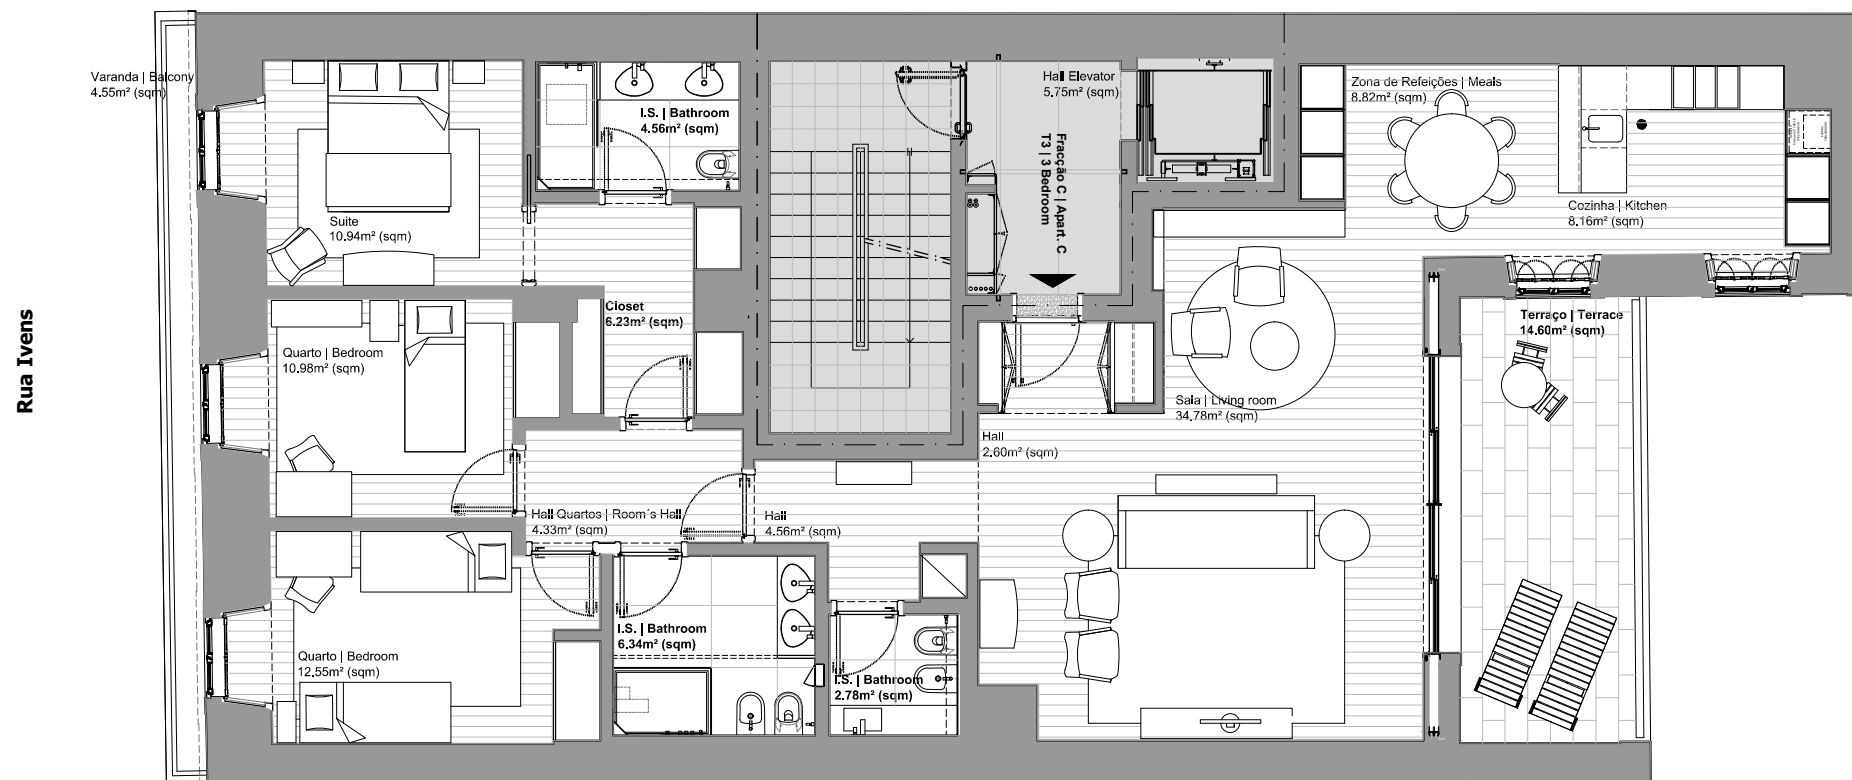 Rua Ivens
Varanda | Balcony
4.55m² (sqm)
I.S. | Bathroom
4.56m² (sqm)
Suite
10.94m² (sqm)
Closet
6.23m² (sqm)
Quarto | Bedroom
10.98m² (sqm)
Hall Quartos | Room´s Hall
4.33m² (sqm)
Quarto | Bedroom
12.55m² (sqm)
I.S. | Bathroom
6.34m² (sqm)
Hall
4.56m² (sqm)
I.S. | Bathroom
2.78m² (sqm)
Hall Elevator
5.75m² (sqm)
Fracção C | Apart. C
T3 | 3 Bedroom
Hall
2.60m² (sqm)
Sala | Living room
34.78m² (sqm)
Zona de Refeições | Meals
8.82m² (sqm)
Cozinha | Kitchen
8.16m² (sqm)
Terraço | Terrace
14.60m² (sqm)